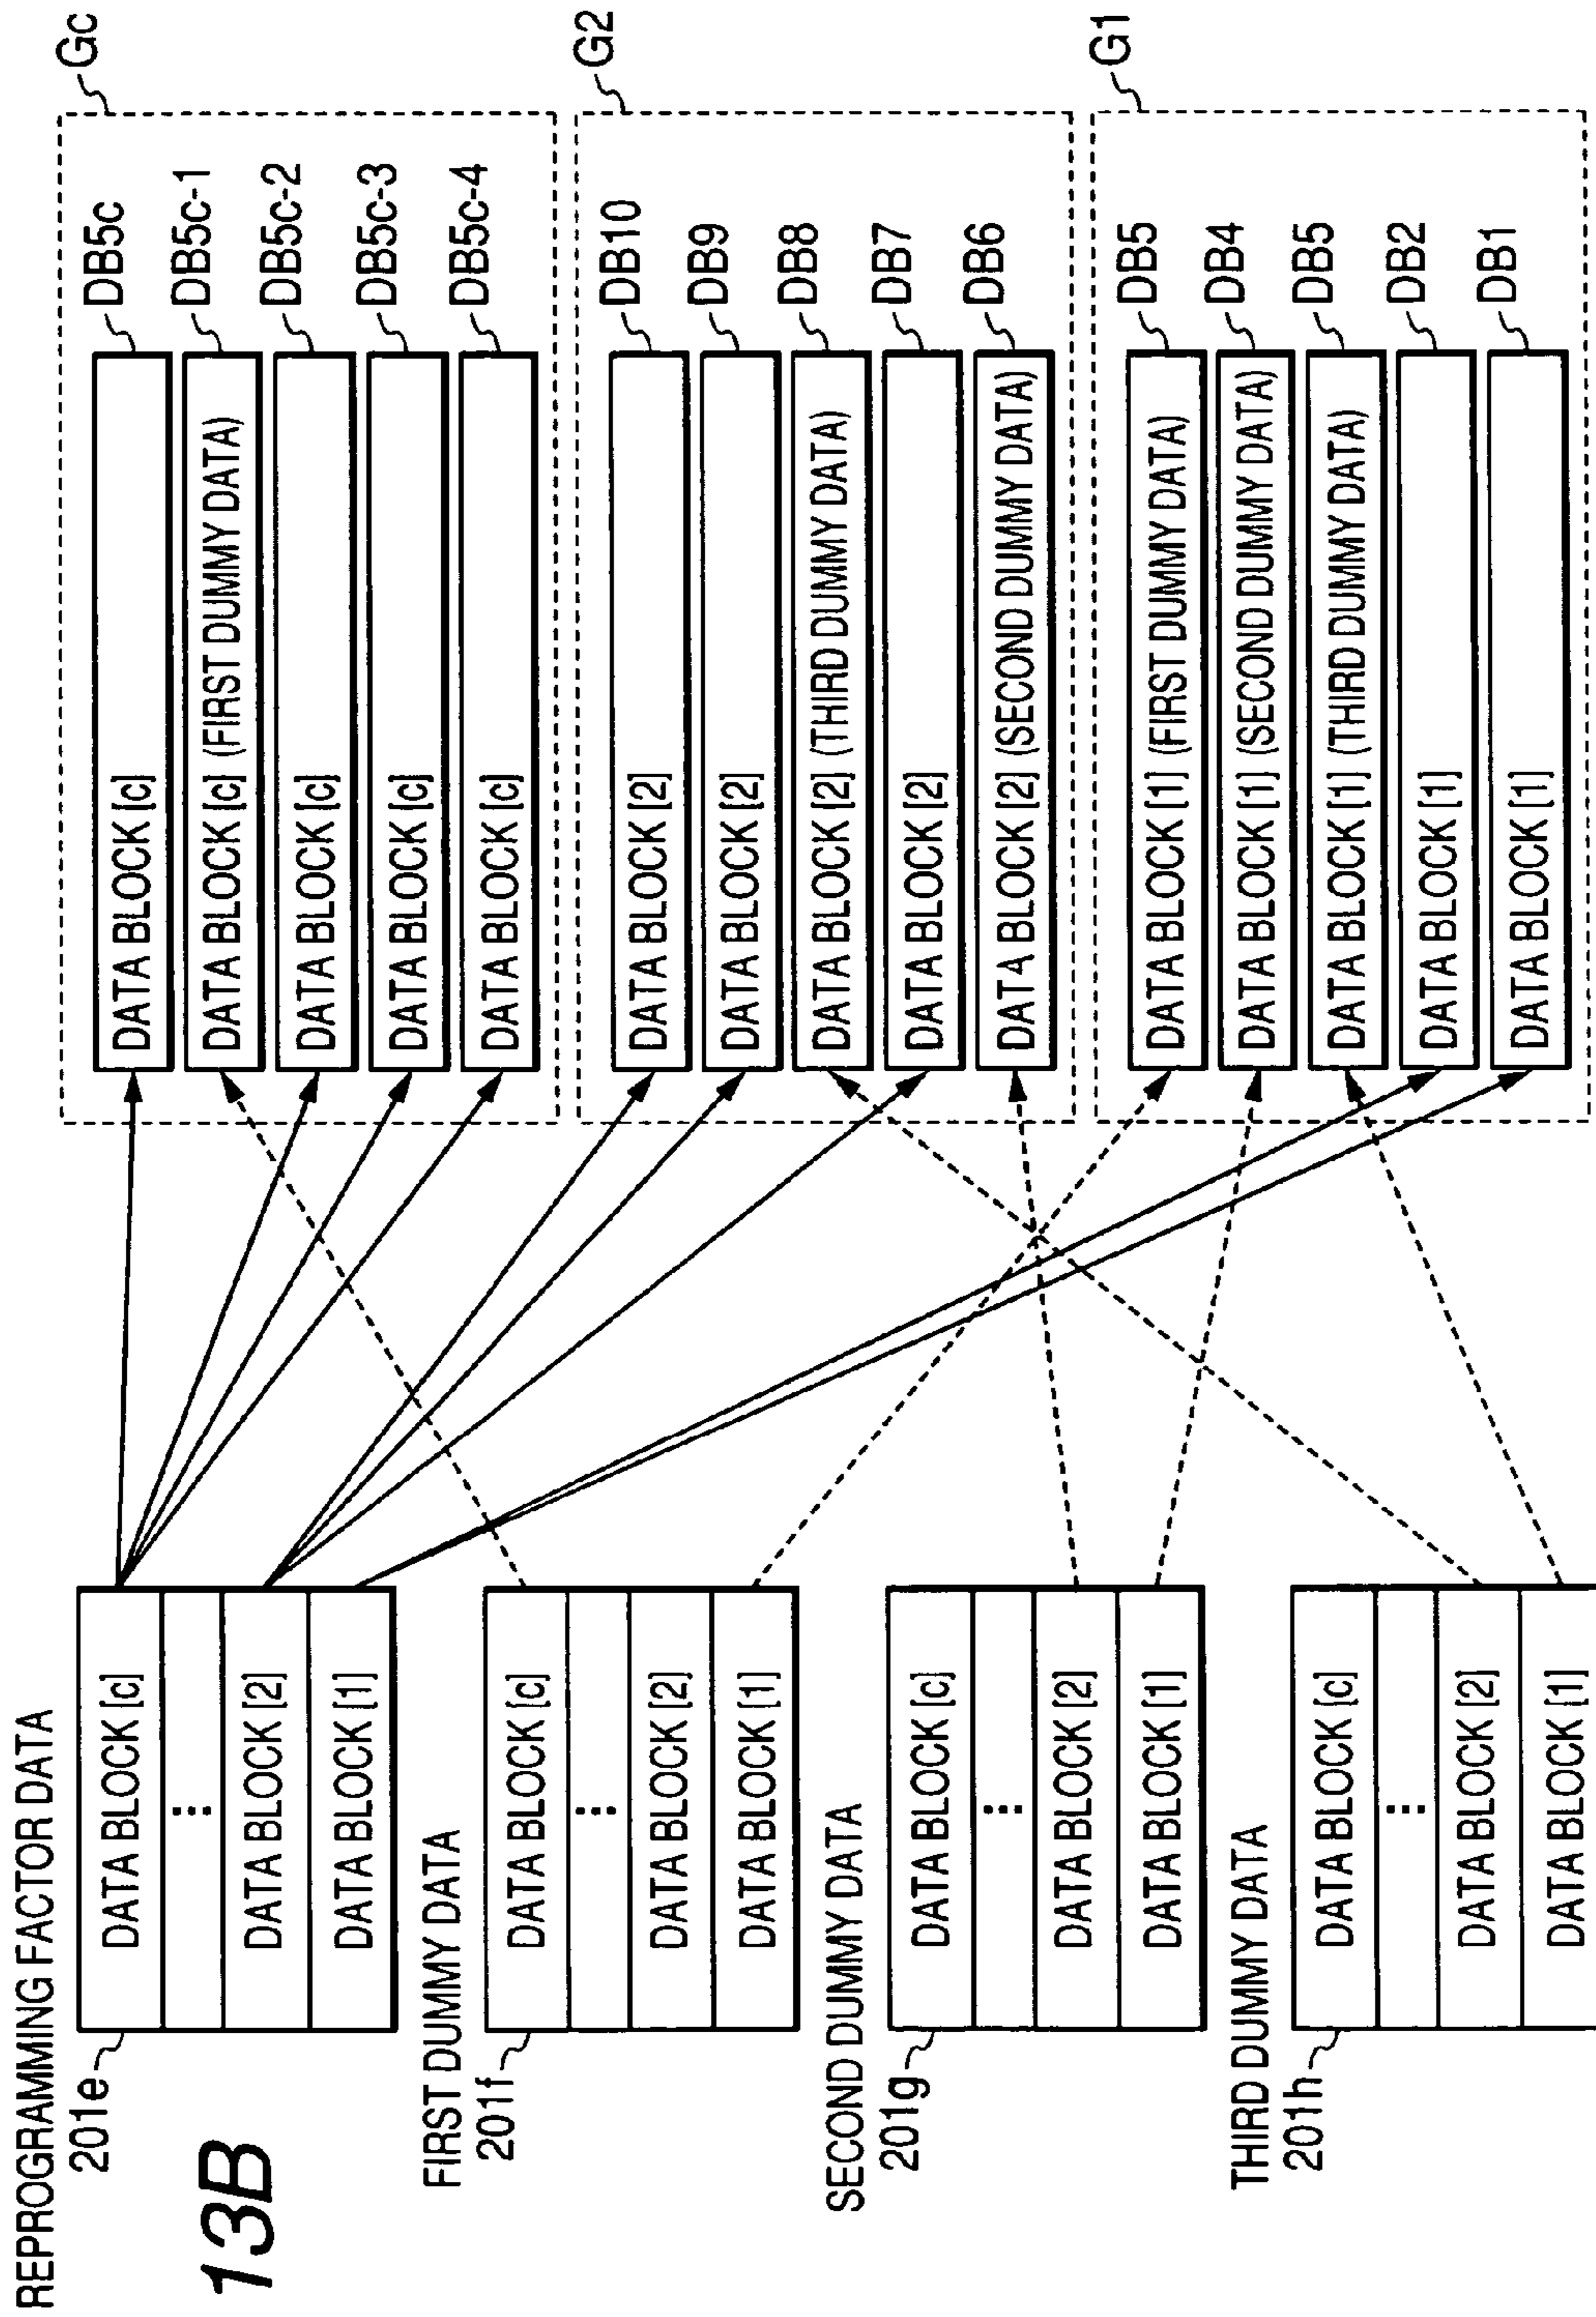 13B
REPROGRAMMING FACTOR DATA
201e
DATA BLOCK [c]
⋮
DATA BLOCK [2]
DATA BLOCK [1]
FIRST DUMMY DATA
201f
DATA BLOCK [c]
⋮
DATA BLOCK [2]
DATA BLOCK [1]
SECOND DUMMY DATA
201g
DATA BLOCK [c]
⋮
DATA BLOCK [2]
DATA BLOCK [1]
THIRD DUMMY DATA
201h
DATA BLOCK [c]
⋮
DATA BLOCK [2]
DATA BLOCK [1]
Gc
DATA BLOCK [c] DB5c
DATA BLOCK [c] (FIRST DUMMY DATA) DB5c-1
DATA BLOCK [c] DB5c-2
DATA BLOCK [c] DB5c-3
DATA BLOCK [c] DB5c-4
G2
DATA BLOCK [2] DB10
DATA BLOCK [2] DB9
DATA BLOCK [2] (THIRD DUMMY DATA) DB8
DATA BLOCK [2] DB7
DATA BLOCK [2] (SECOND DUMMY DATA) DB6
G1
DATA BLOCK [1] (FIRST DUMMY DATA) DB5
DATA BLOCK [1] (SECOND DUMMY DATA) DB4
DATA BLOCK [1] (THIRD DUMMY DATA) DB5
DATA BLOCK [1] DB2
DATA BLOCK [1] DB1